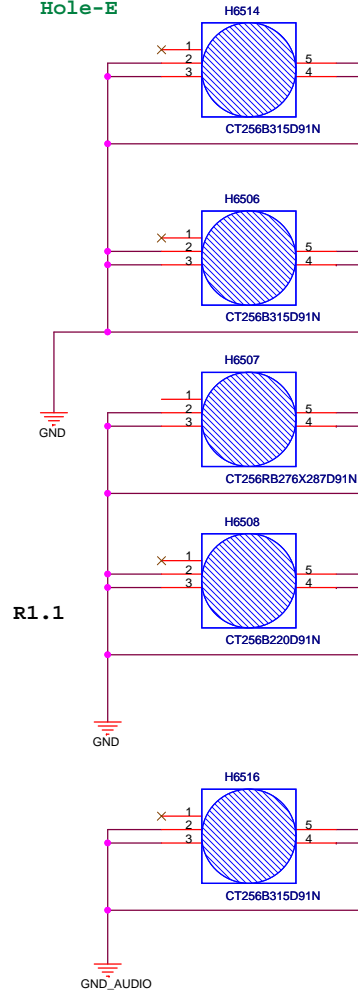 Hole-E
H6514
1
2
3
5
4
CT256B315D91N
H6506
1
2
3
5
4
CT256B315D91N
GND
H6507
1
2
3
5
4
CT256RB276X287D91N
H6508
1
2
3
5
4
CT256B220D91N
R1.1
GND
H6516
1
2
3
5
4
CT256B315D91N
GND_AUDIO